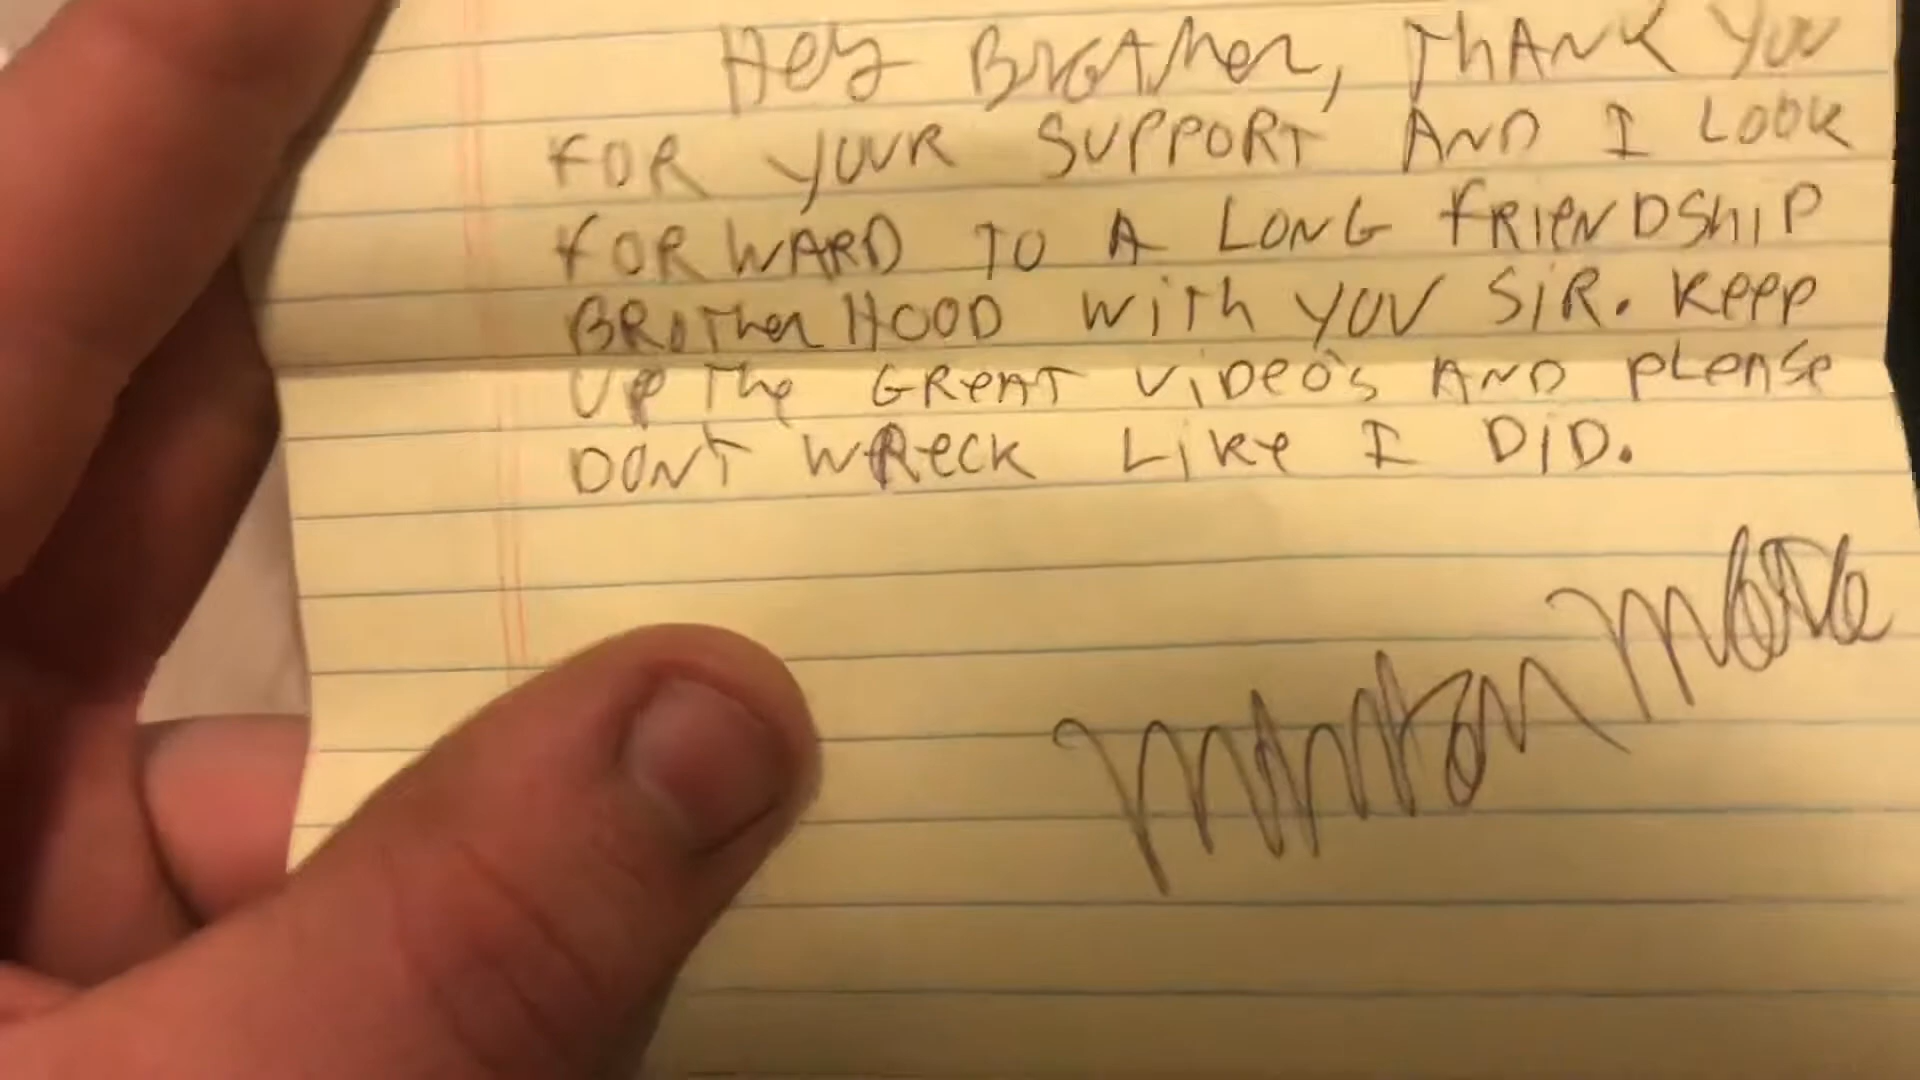 Hey Brother, Thank You
for your support and I look
forward to a long friendship
Brotherhood with you sir. Keep
up the great video's and please
dont wreck like I did.